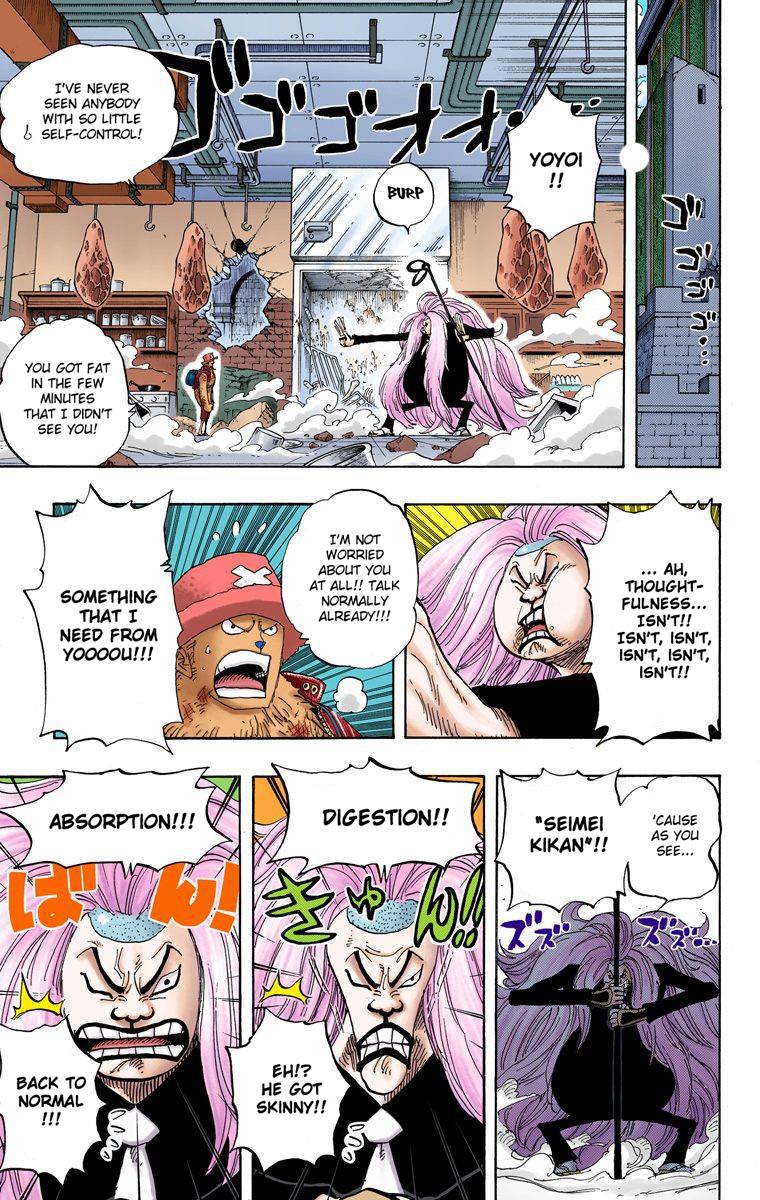 ゴ
ゴ
ゴ
ゴゴゴオオ
YOYOI
!!
BURP
I'VE NEVER
SEEN ANYBODY
WITH SO LITTLE
SELF-CONTROL!
YOU GOT FAT
IN THE FEW
MINUTES
THAT I DIDN'T
SEE YOU!
... AH,
THOUGHT-
FULNESS...
ISN'T!!
ISN'T, ISN'T,
ISN'T, ISN'T,
ISN'T!!
I'M NOT
WORRIED
ABOUT YOU
AT ALL!! TALK
NORMALLY
ALREADY!!!
SOMETHING
THAT I
NEED FROM
YOOOOU!!!
'CAUSE
AS YOU
SEE...
"SEIMEI
KIKAN"!!
ズズズ...
ズズ
DIGESTION!!
きゅん!!
EH!?
HE GOT
SKINNY!!
ABSORPTION!!!
ばん!
BACK TO
NORMAL
!!!